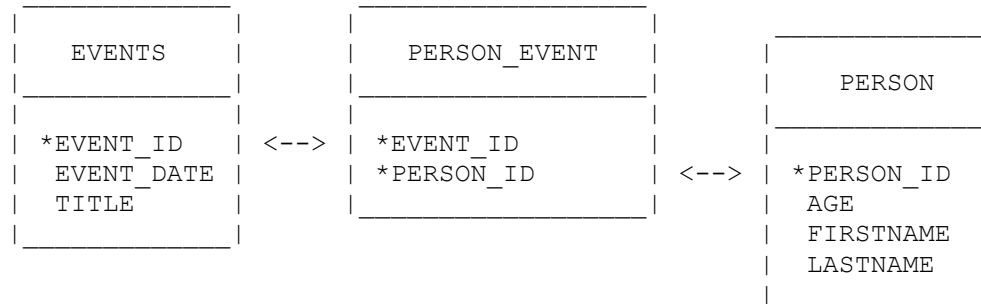 EVENTS
PERSON_EVENT
PERSON
*EVENT_ID <--> *EVENT_ID
EVENT_DATE *PERSON_ID <--> *PERSON_ID
TITLE AGE
FIRSTNAME
LASTNAME